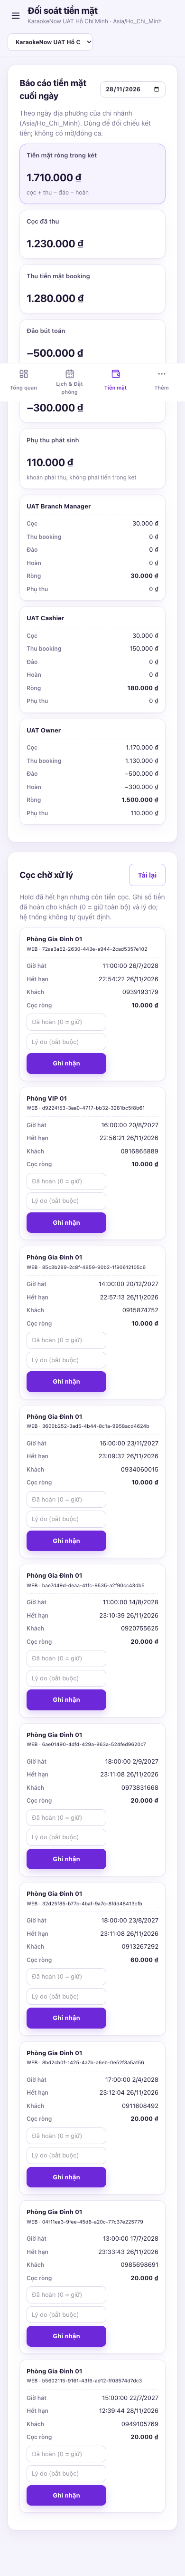 Đối soát tiền mặt
KaraokeNow UAT Hồ Chí Minh · Asia/Ho_Chi_Minh
KaraokeNow UAT Hồ C
Báo cáo tiền mặt
cuối ngày
28/11/2026
Theo ngày địa phương của chi nhánh
(Asia/Ho_Chi_Minh). Dùng để đối chiếu két
tiền; không có mở/đóng ca.
Tiền mặt ròng trong két
1.710.000 ₫
cọc + thu − đảo − hoàn
Cọc đã thu
1.230.000 ₫
Thu tiền mặt booking
1.280.000 ₫
Đảo bút toán
−500.000 ₫
Tổng quan
Lịch & Đặt
phòng
Tiền mặt
Thêm
−300.000 ₫
Phụ thu phát sinh
110.000 ₫
khoản phải thu, không phải tiền trong két
UAT Branch Manager
Cọc 30.000 ₫
Thu booking 0 ₫
Đảo 0 ₫
Hoàn 0 ₫
Ròng 30.000 ₫
Phụ thu 0 ₫
UAT Cashier
Cọc 30.000 ₫
Thu booking 150.000 ₫
Đảo 0 ₫
Hoàn 0 ₫
Ròng 180.000 ₫
Phụ thu 0 ₫
UAT Owner
Cọc 1.170.000 ₫
Thu booking 1.130.000 ₫
Đảo −500.000 ₫
Hoàn −300.000 ₫
Ròng 1.500.000 ₫
Phụ thu 110.000 ₫
Cọc chờ xử lý
Tải lại
Hold đã hết hạn nhưng còn tiền cọc. Ghi số tiền
đã hoàn cho khách (0 = giữ toàn bộ) và lý do;
hệ thống không tự quyết định.
Phòng Gia Đình 01
WEB · 72ae3a52-2630-443e-a944-2cad5357e102
Giờ hát 11:00:00 26/7/2028
Hết hạn 22:54:22 26/11/2026
Khách 0939193179
Cọc ròng 10.000 ₫
Đã hoàn (0 = giữ)
Lý do (bắt buộc)
Ghi nhận
Phòng VIP 01
WEB · d9224f53-3aa0-4717-bb32-3281bc5f8b61
Giờ hát 16:00:00 20/8/2027
Hết hạn 22:56:21 26/11/2026
Khách 0916865889
Cọc ròng 10.000 ₫
Đã hoàn (0 = giữ)
Lý do (bắt buộc)
Ghi nhận
Phòng Gia Đình 01
WEB · 85c3b289-2c8f-4859-90b2-1f90612105c6
Giờ hát 14:00:00 20/12/2027
Hết hạn 22:57:13 26/11/2026
Khách 0915874752
Cọc ròng 10.000 ₫
Đã hoàn (0 = giữ)
Lý do (bắt buộc)
Ghi nhận
Phòng Gia Đình 01
WEB · 3600b252-3ad5-4b44-8c1a-9958acd4624b
Giờ hát 16:00:00 23/11/2027
Hết hạn 23:09:32 26/11/2026
Khách 0934060015
Cọc ròng 10.000 ₫
Đã hoàn (0 = giữ)
Lý do (bắt buộc)
Ghi nhận
Phòng Gia Đình 01
WEB · bae7d49d-deaa-41fc-9535-a2f90cc43db5
Giờ hát 11:00:00 14/8/2028
Hết hạn 23:10:39 26/11/2026
Khách 0920755625
Cọc ròng 20.000 ₫
Đã hoàn (0 = giữ)
Lý do (bắt buộc)
Ghi nhận
Phòng Gia Đình 01
WEB · 6ae01490-4dfd-429a-863a-524fed9620c7
Giờ hát 18:00:00 2/9/2027
Hết hạn 23:11:08 26/11/2026
Khách 0973831668
Cọc ròng 20.000 ₫
Đã hoàn (0 = giữ)
Lý do (bắt buộc)
Ghi nhận
Phòng Gia Đình 01
WEB · 32d25f85-b77c-4baf-9a7c-8fdd48413cfb
Giờ hát 18:00:00 23/8/2027
Hết hạn 23:11:08 26/11/2026
Khách 0913267292
Cọc ròng 60.000 ₫
Đã hoàn (0 = giữ)
Lý do (bắt buộc)
Ghi nhận
Phòng Gia Đình 01
WEB · 8bd2cb0f-1425-4a7b-a6eb-0e52f3a5a156
Giờ hát 17:00:00 2/4/2028
Hết hạn 23:12:04 26/11/2026
Khách 0911608492
Cọc ròng 20.000 ₫
Đã hoàn (0 = giữ)
Lý do (bắt buộc)
Ghi nhận
Phòng Gia Đình 01
WEB · 04f11ea3-9fee-45d6-a20c-77c37e225779
Giờ hát 13:00:00 17/7/2028
Hết hạn 23:33:43 26/11/2026
Khách 0985698691
Cọc ròng 20.000 ₫
Đã hoàn (0 = giữ)
Lý do (bắt buộc)
Ghi nhận
Phòng Gia Đình 01
WEB · b5602115-9161-43f6-ad12-ff08574d7dc3
Giờ hát 15:00:00 22/7/2027
Hết hạn 12:39:44 28/11/2026
Khách 0949105769
Cọc ròng 20.000 ₫
Đã hoàn (0 = giữ)
Lý do (bắt buộc)
Ghi nhận